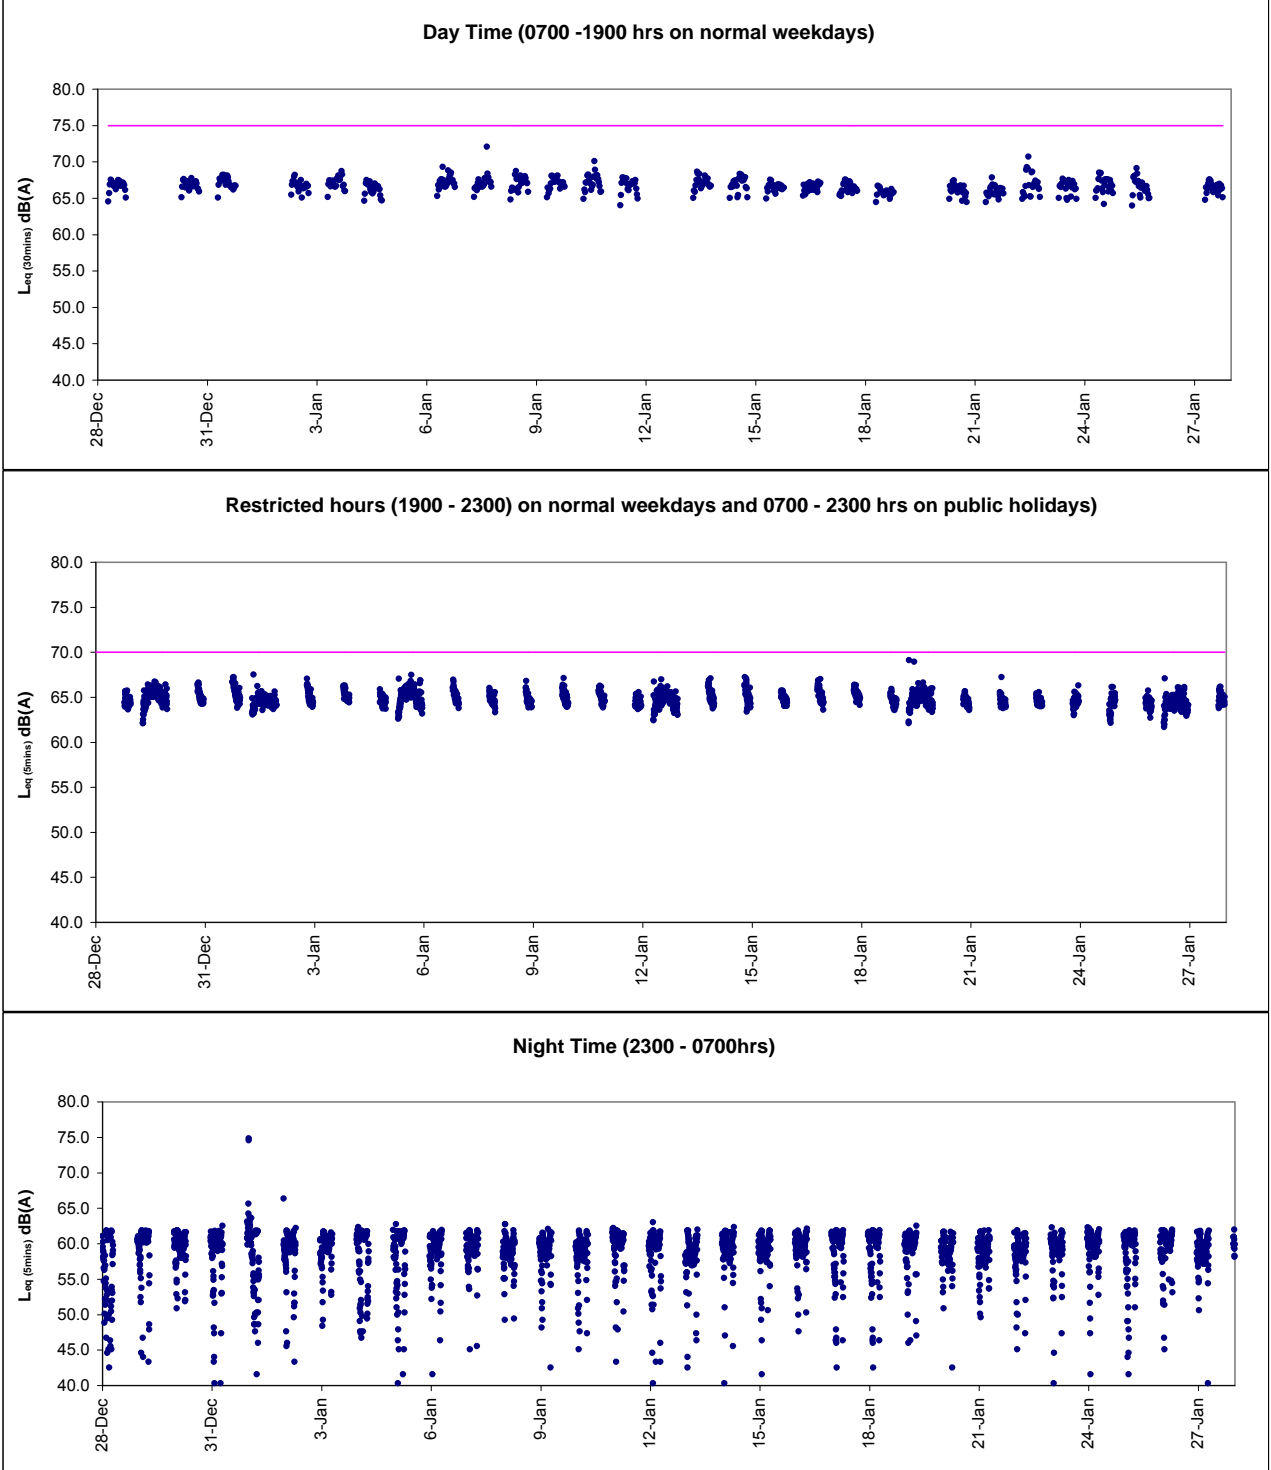 Day Time (0700 -1900 hrs on normal weekdays)
80.0
75.0
70.0
65.0
60.0
55.0
50.0
45.0
40.0
Leq (30mins) dB(A)
28-Dec
31-Dec
3-Jan
6-Jan
9-Jan
12-Jan
15-Jan
18-Jan
21-Jan
24-Jan
27-Jan
Restricted hours (1900 - 2300) on normal weekdays and 0700 - 2300 hrs on public holidays)
80.0
75.0
70.0
65.0
60.0
55.0
50.0
45.0
40.0
Leq (5mins) dB(A)
28-Dec
31-Dec
3-Jan
6-Jan
9-Jan
12-Jan
15-Jan
18-Jan
21-Jan
24-Jan
27-Jan
Night Time (2300 - 0700hrs)
80.0
75.0
70.0
65.0
60.0
55.0
50.0
45.0
40.0
Leq (5mins) dB(A)
28-Dec
31-Dec
3-Jan
6-Jan
9-Jan
12-Jan
15-Jan
18-Jan
21-Jan
24-Jan
27-Jan